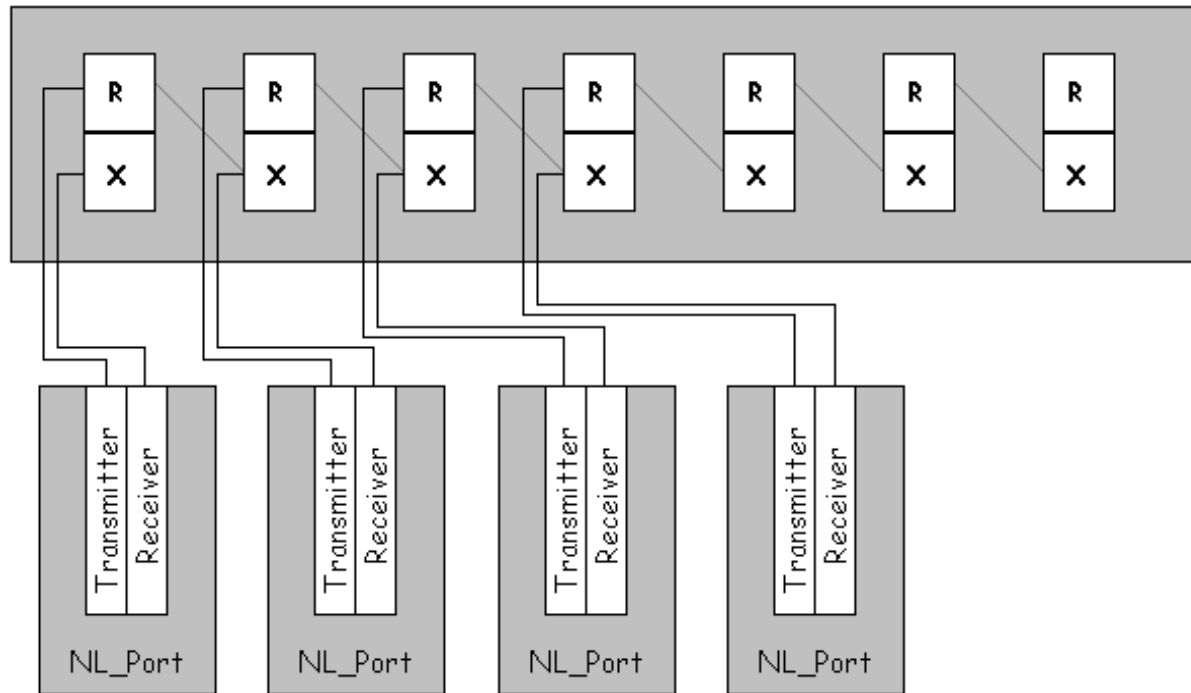 R R R R R R R
X X X X X X X
Transmitter Receiver Transmitter Receiver Transmitter Receiver Transmitter Receiver
NL_Port NL_Port NL_Port NL_Port